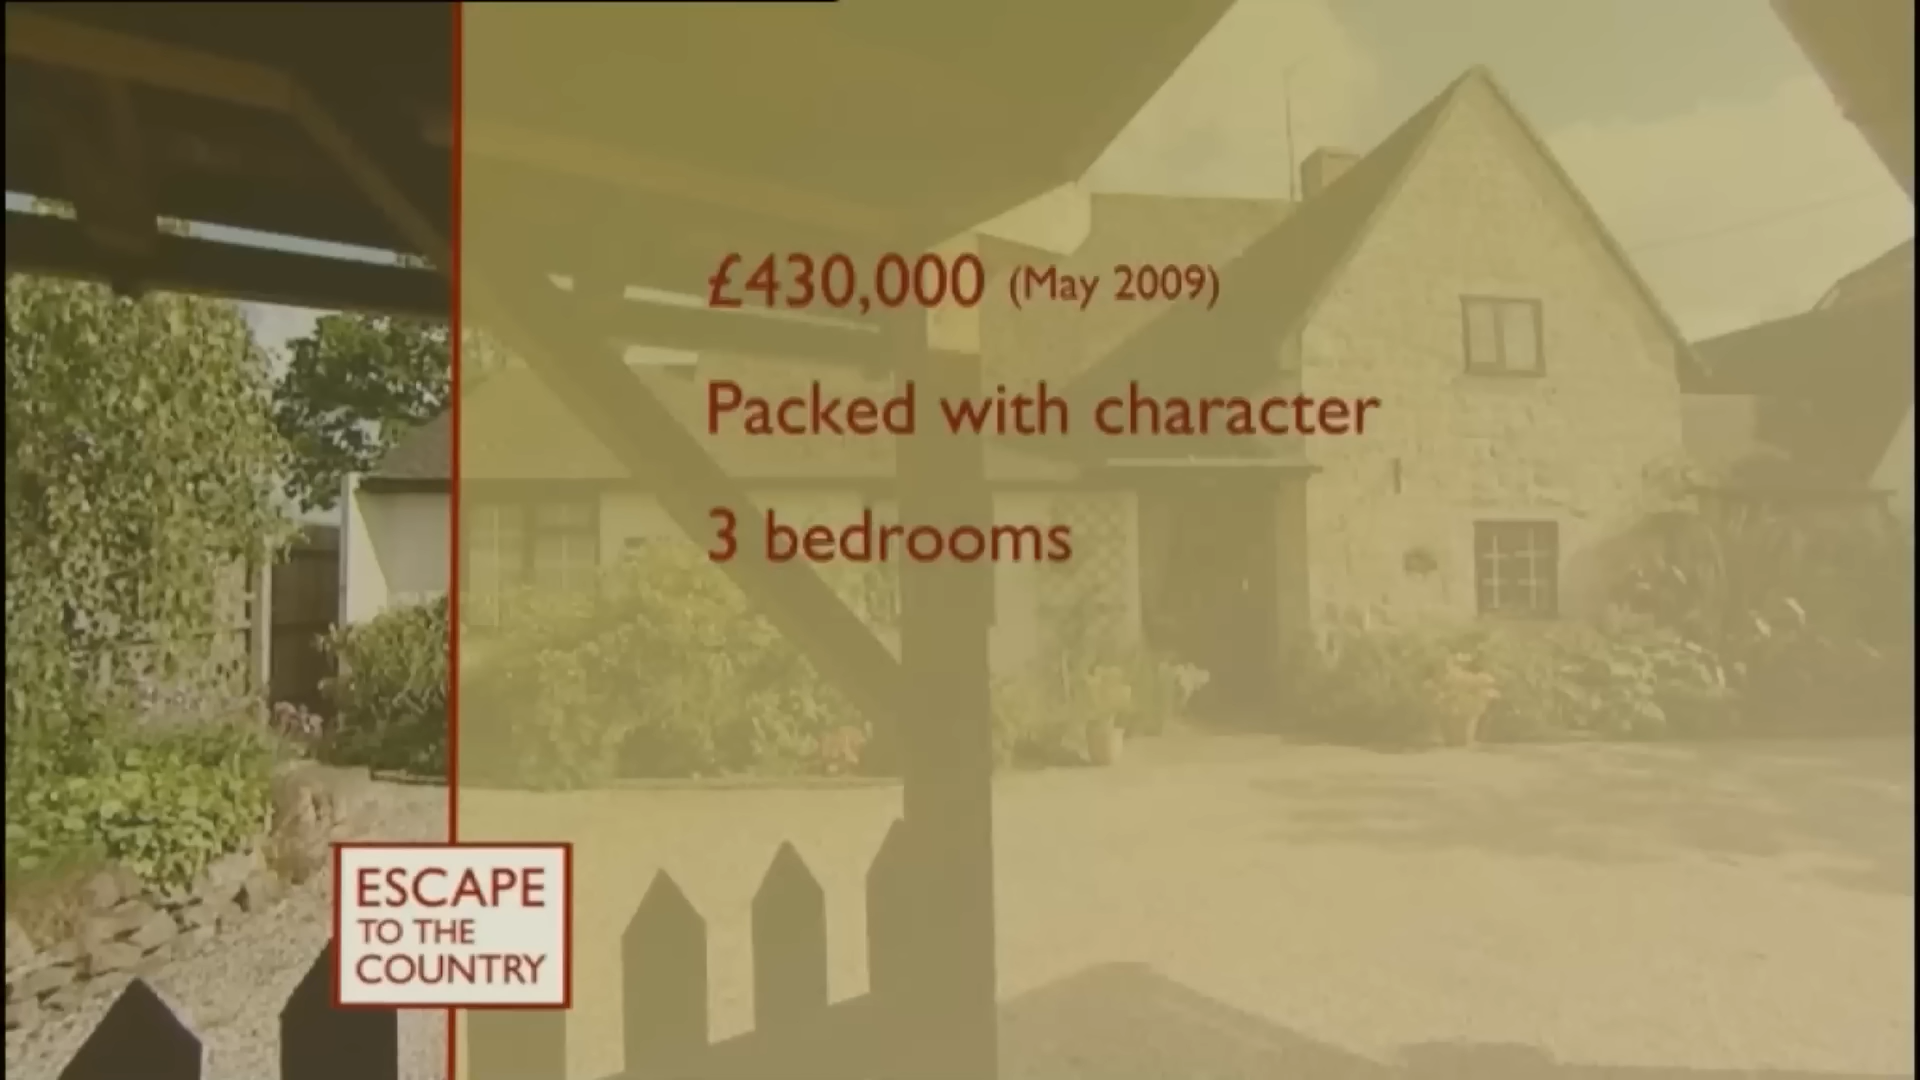 £430,000 (May 2009)
Packed with character
3 bedrooms
ESCAPE
TO THE
COUNTRY